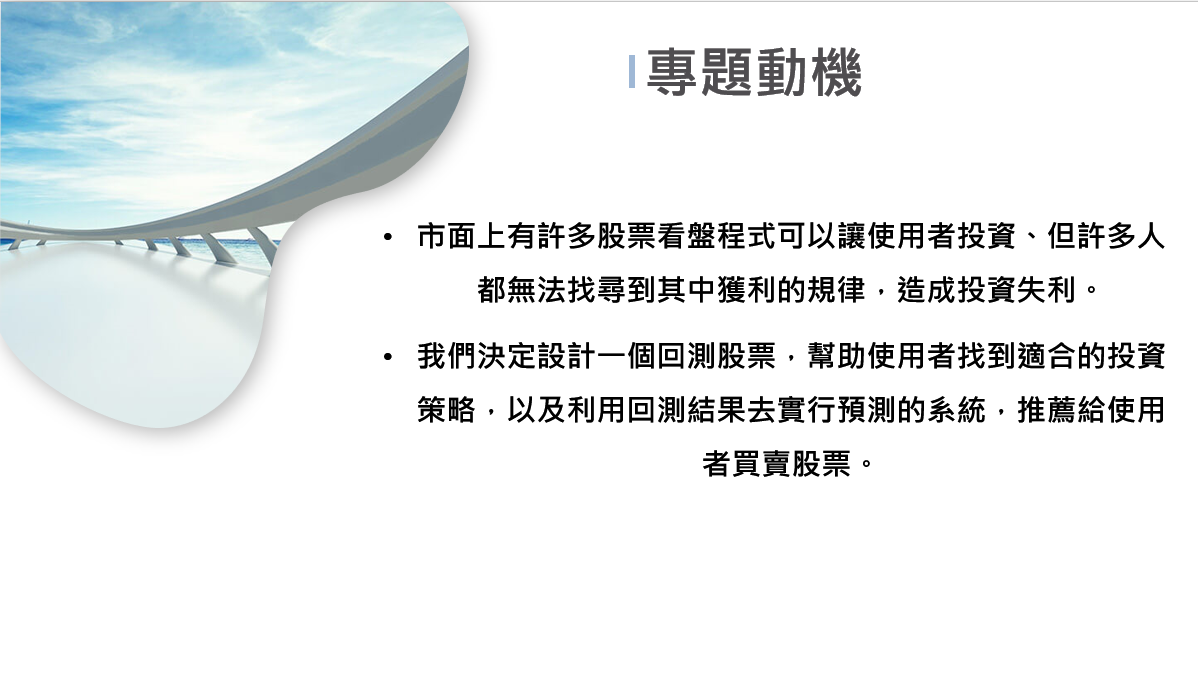 專題動機
• 市面上有許多股票看盤程式可以讓使用者投資、但許多人
都無法找尋到其中獲利的規律，造成投資失利。
• 我們決定設計一個回測股票，幫助使用者找到適合的投資
策略，以及利用回測結果去實行預測的系統，推薦給使用
者買賣股票。